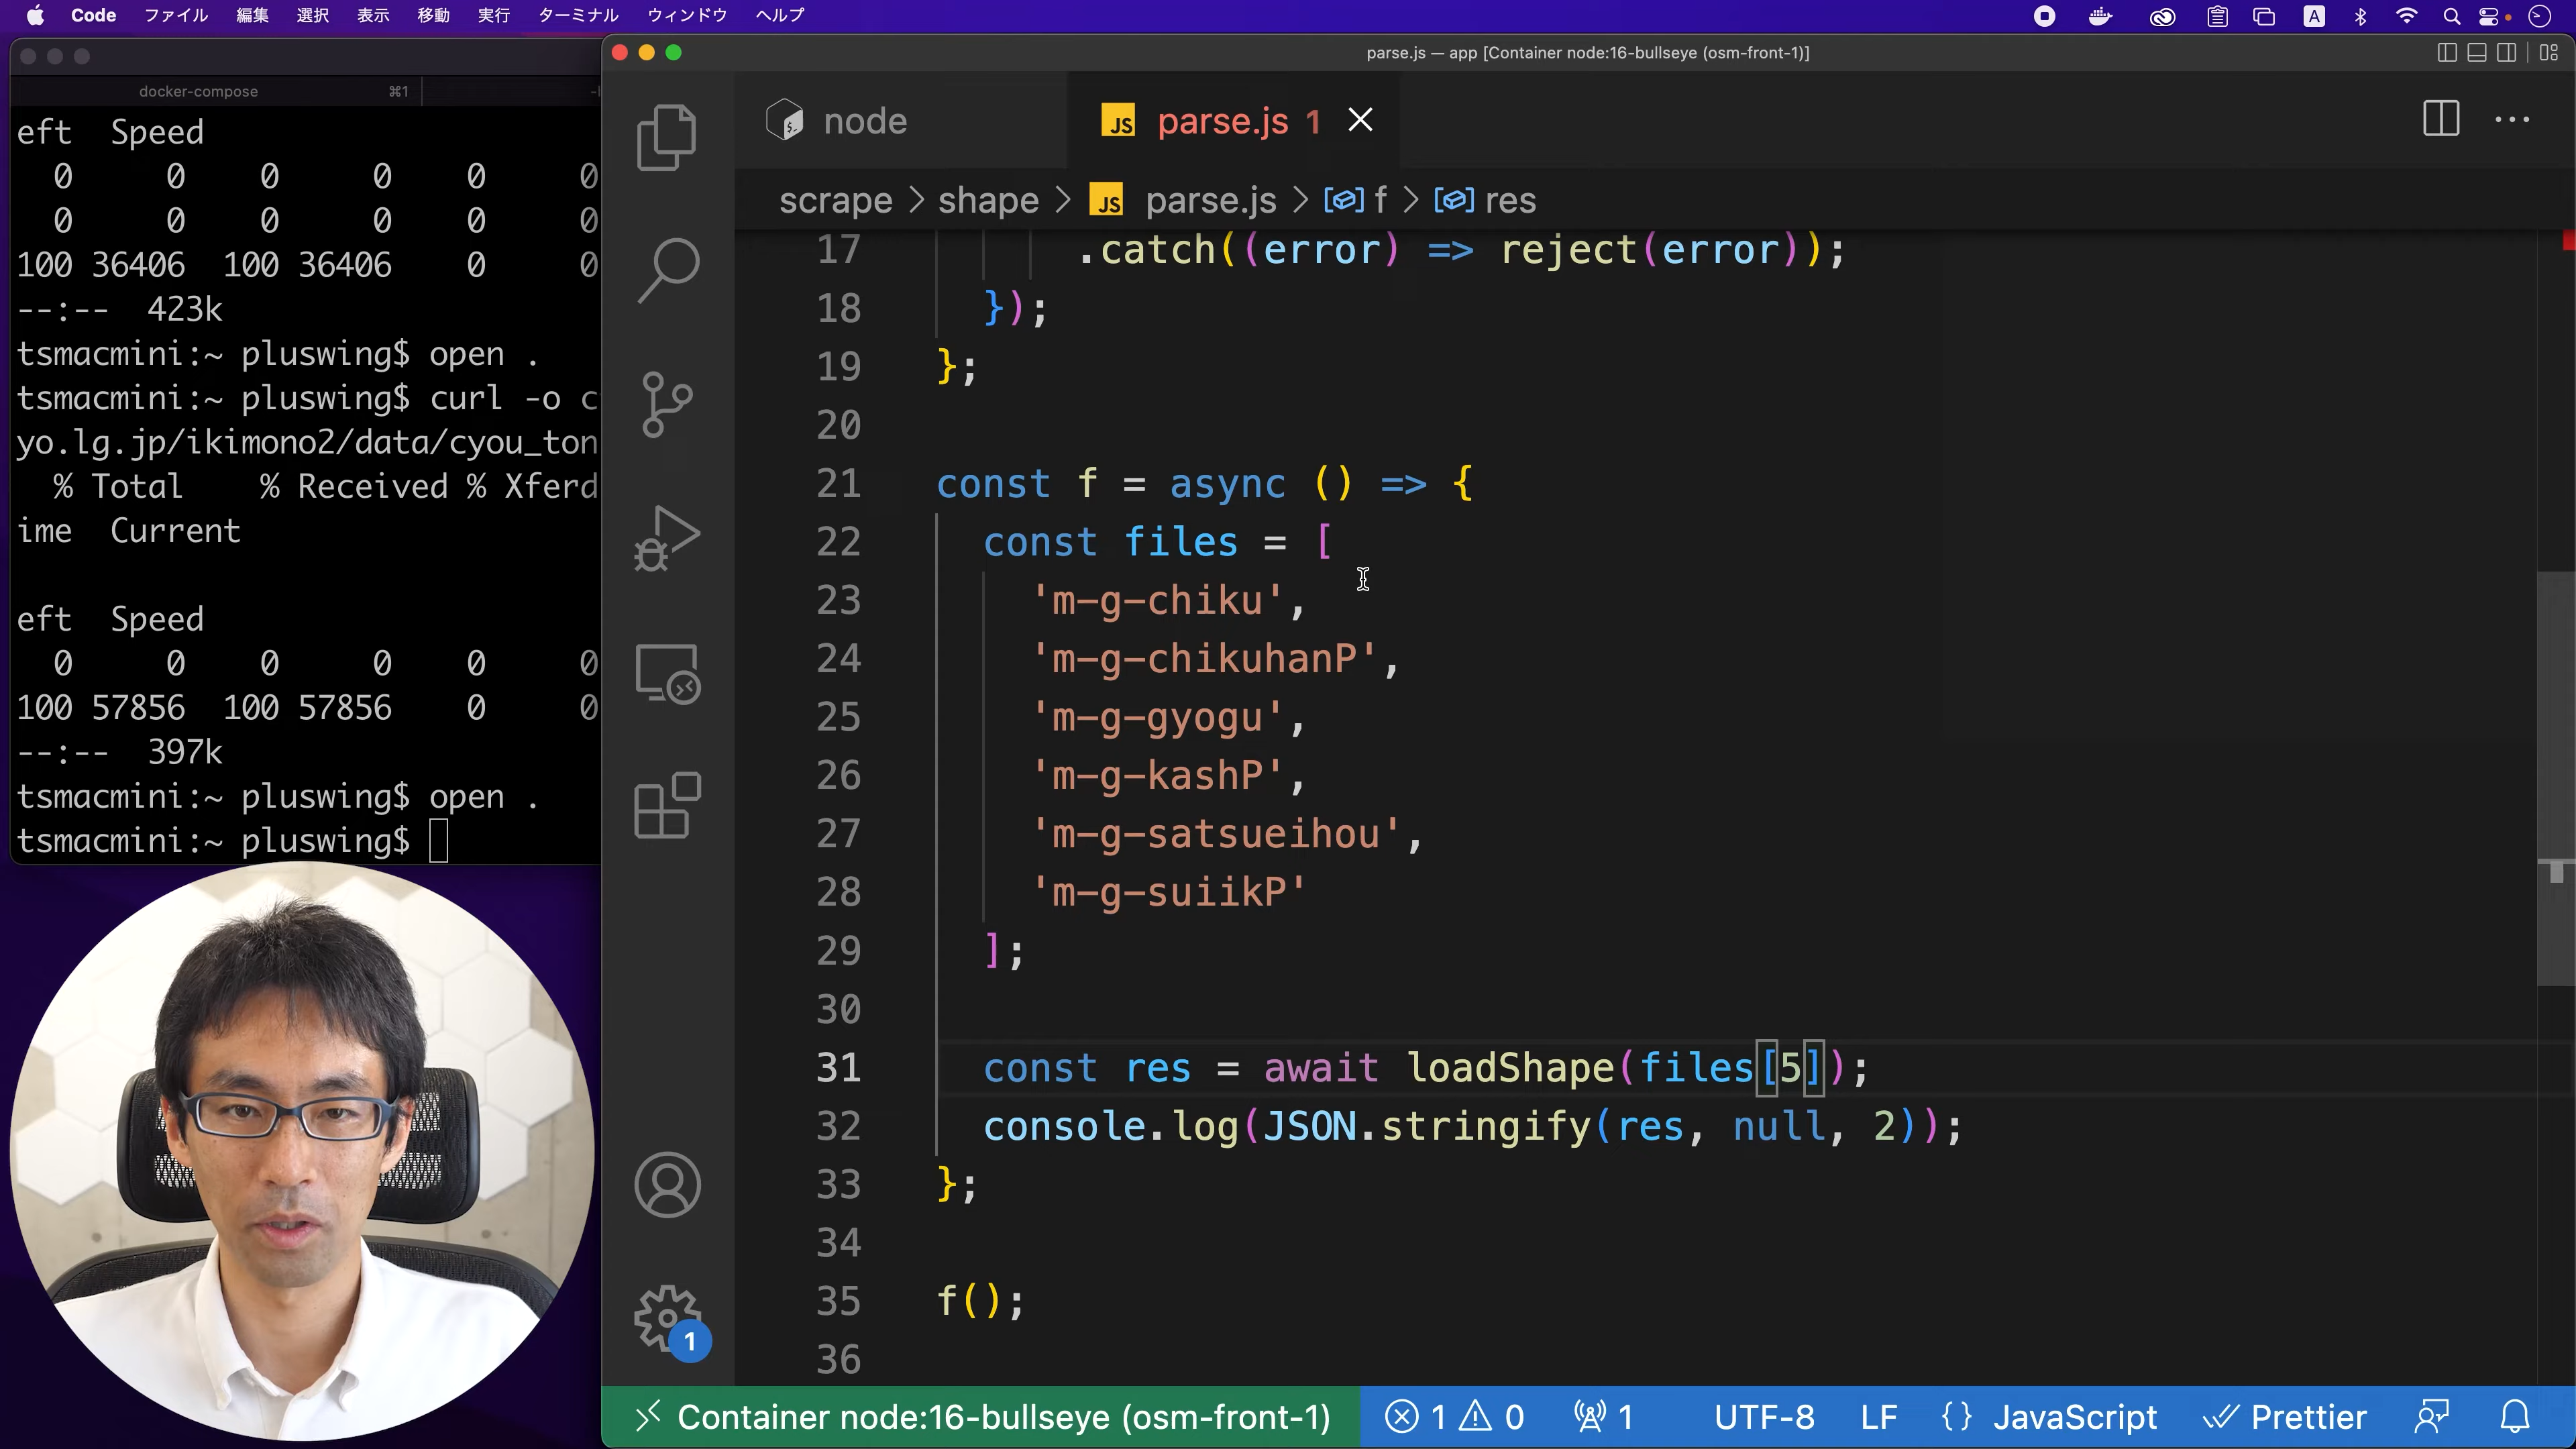 Code ファイル 編集 選択 表示 移動 実行 ターミナル ウィンドウ ヘルプ A
docker-compose ⌘1
eft  Speed
0 0 0 0 0 0
0 0 0 0 0 0
100 36406 100 36406 0 0
--:-- 423k
tsmacmini:~ pluswing$ open .
tsmacmini:~ pluswing$ curl -o c
yo.lg.jp/ikimono2/data/cyou_ton
% Total % Received % Xferd
ime Current
eft Speed
0 0 0 0 0 0
100 57856 100 57856 0 0
--:-- 397k
tsmacmini:~ pluswing$ open .
tsmacmini:~ pluswing$
parse.js — app [Container node:16-bullseye (osm-front-1)]
node
JS parse.js 1
scrape > shape > JS parse.js > f > res
17 .catch((error) => reject(error));
18 });
19 };
20
21 const f = async () => {
22 const files = [
23 'm-g-chiku',
24 'm-g-chikuhanP',
25 'm-g-gyogu',
26 'm-g-kashP',
27 'm-g-satsueihou',
28 'm-g-suiikP'
29 ];
30
31 const res = await loadShape(files[5]);
32 console.log(JSON.stringify(res, null, 2));
33 };
34
35 f();
36
1
Container node:16-bullseye (osm-front-1) 1 0 1 UTF-8 LF {} JavaScript Prettier